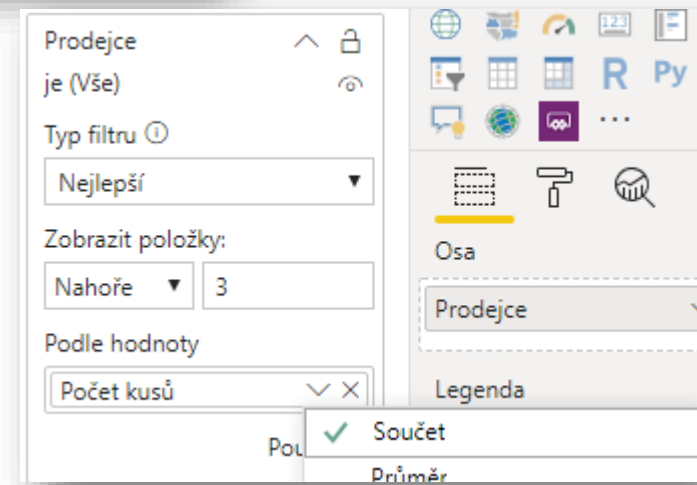 Prodejce
je (Vše)
Typ filtru
Nejlepší
Zobrazit položky:
Nahoře 3
Podle hodnoty
Počet kusů
123
R Py
Osa
Prodejce
Legenda
Součet
Průměr